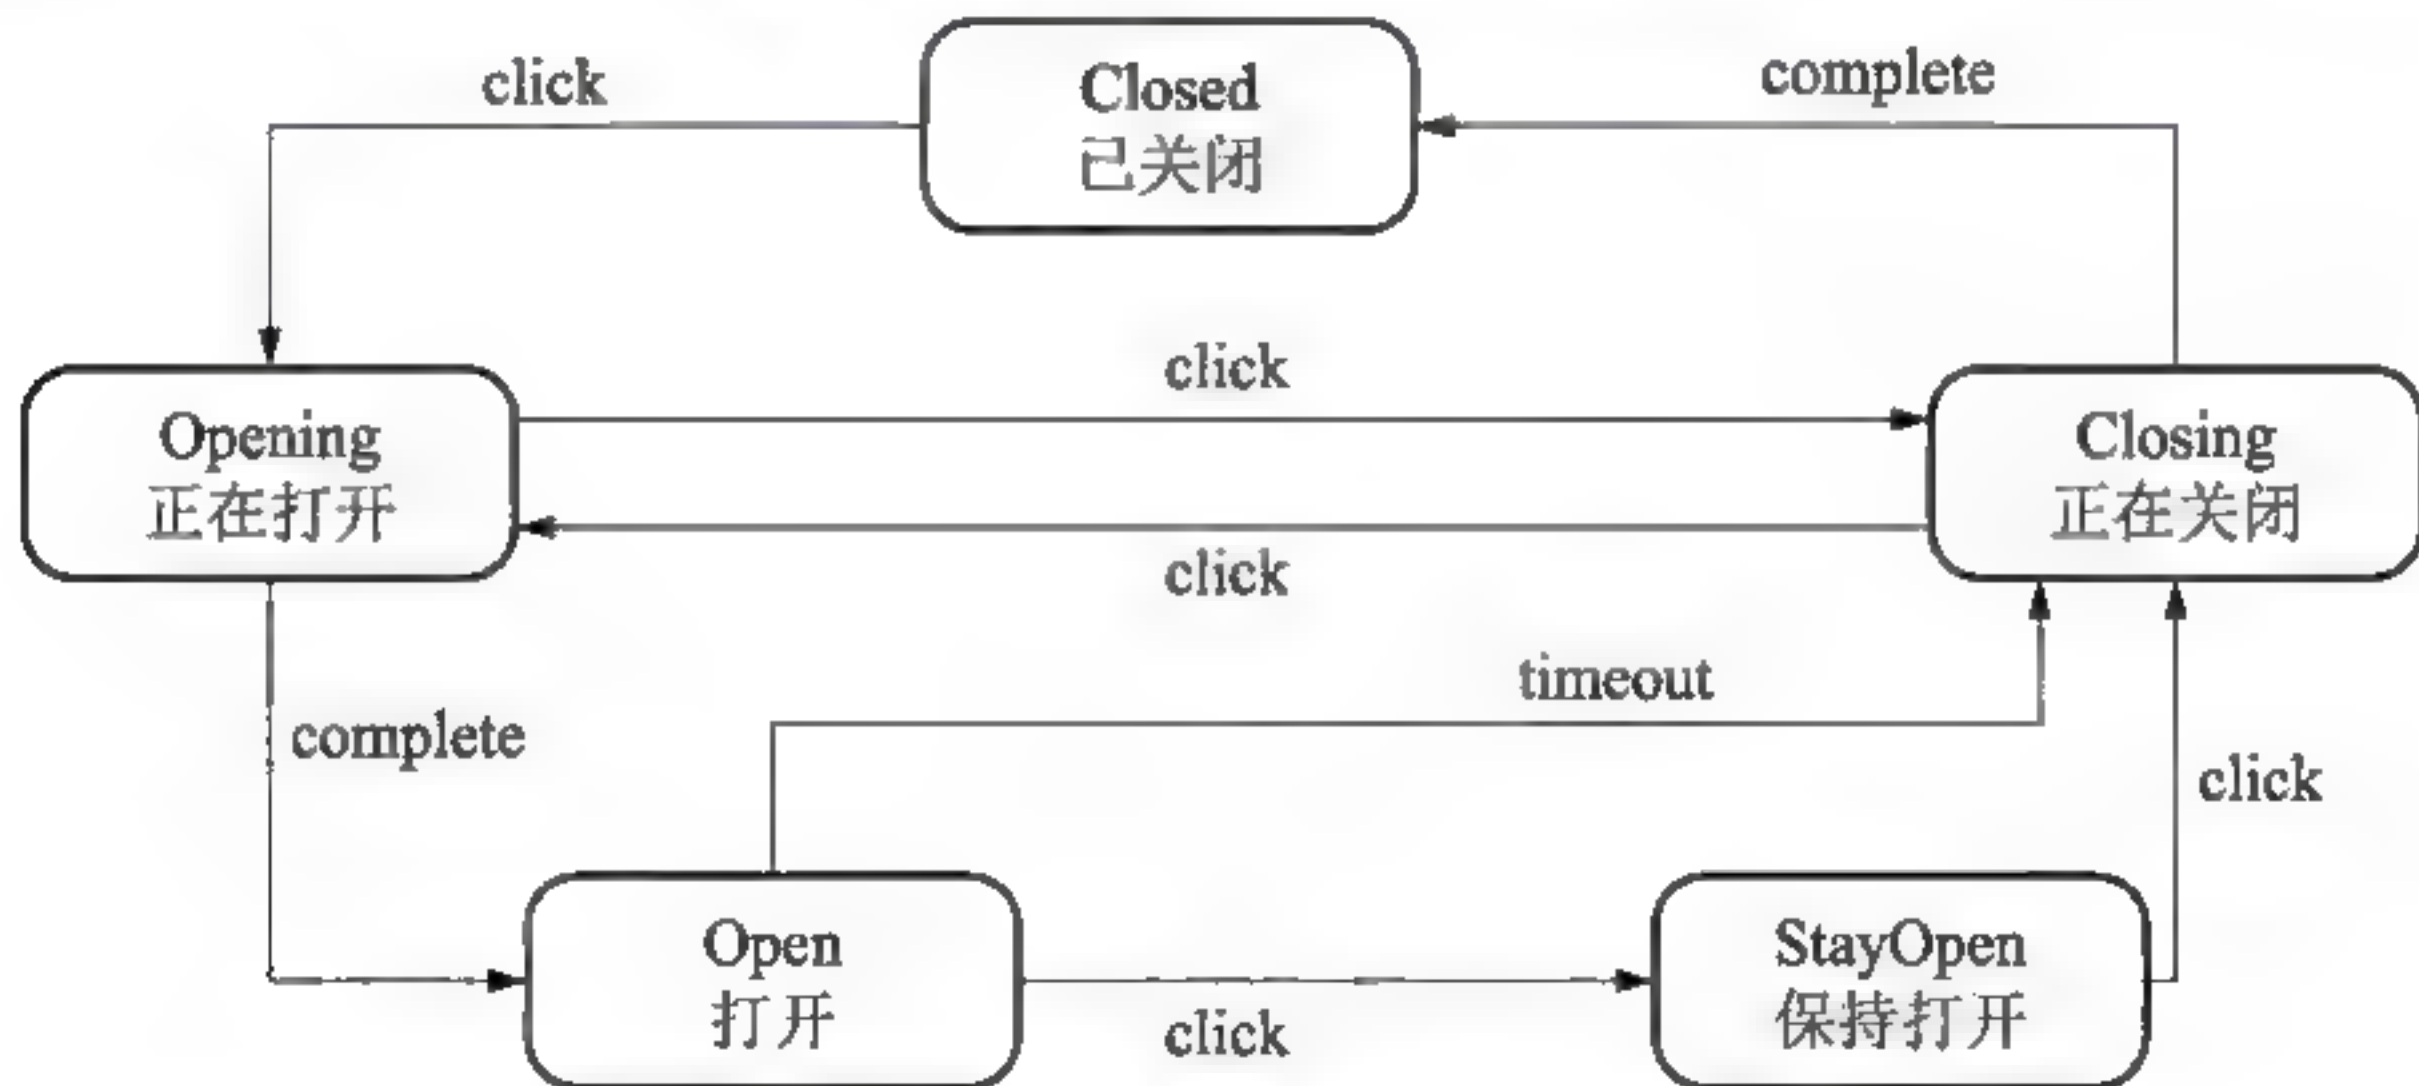 click
Closed
已关闭
complete
Opening
正在打开
click
click
Closing
正在关闭
complete
timeout
click
Open
打开
click
StayOpen
保持打开